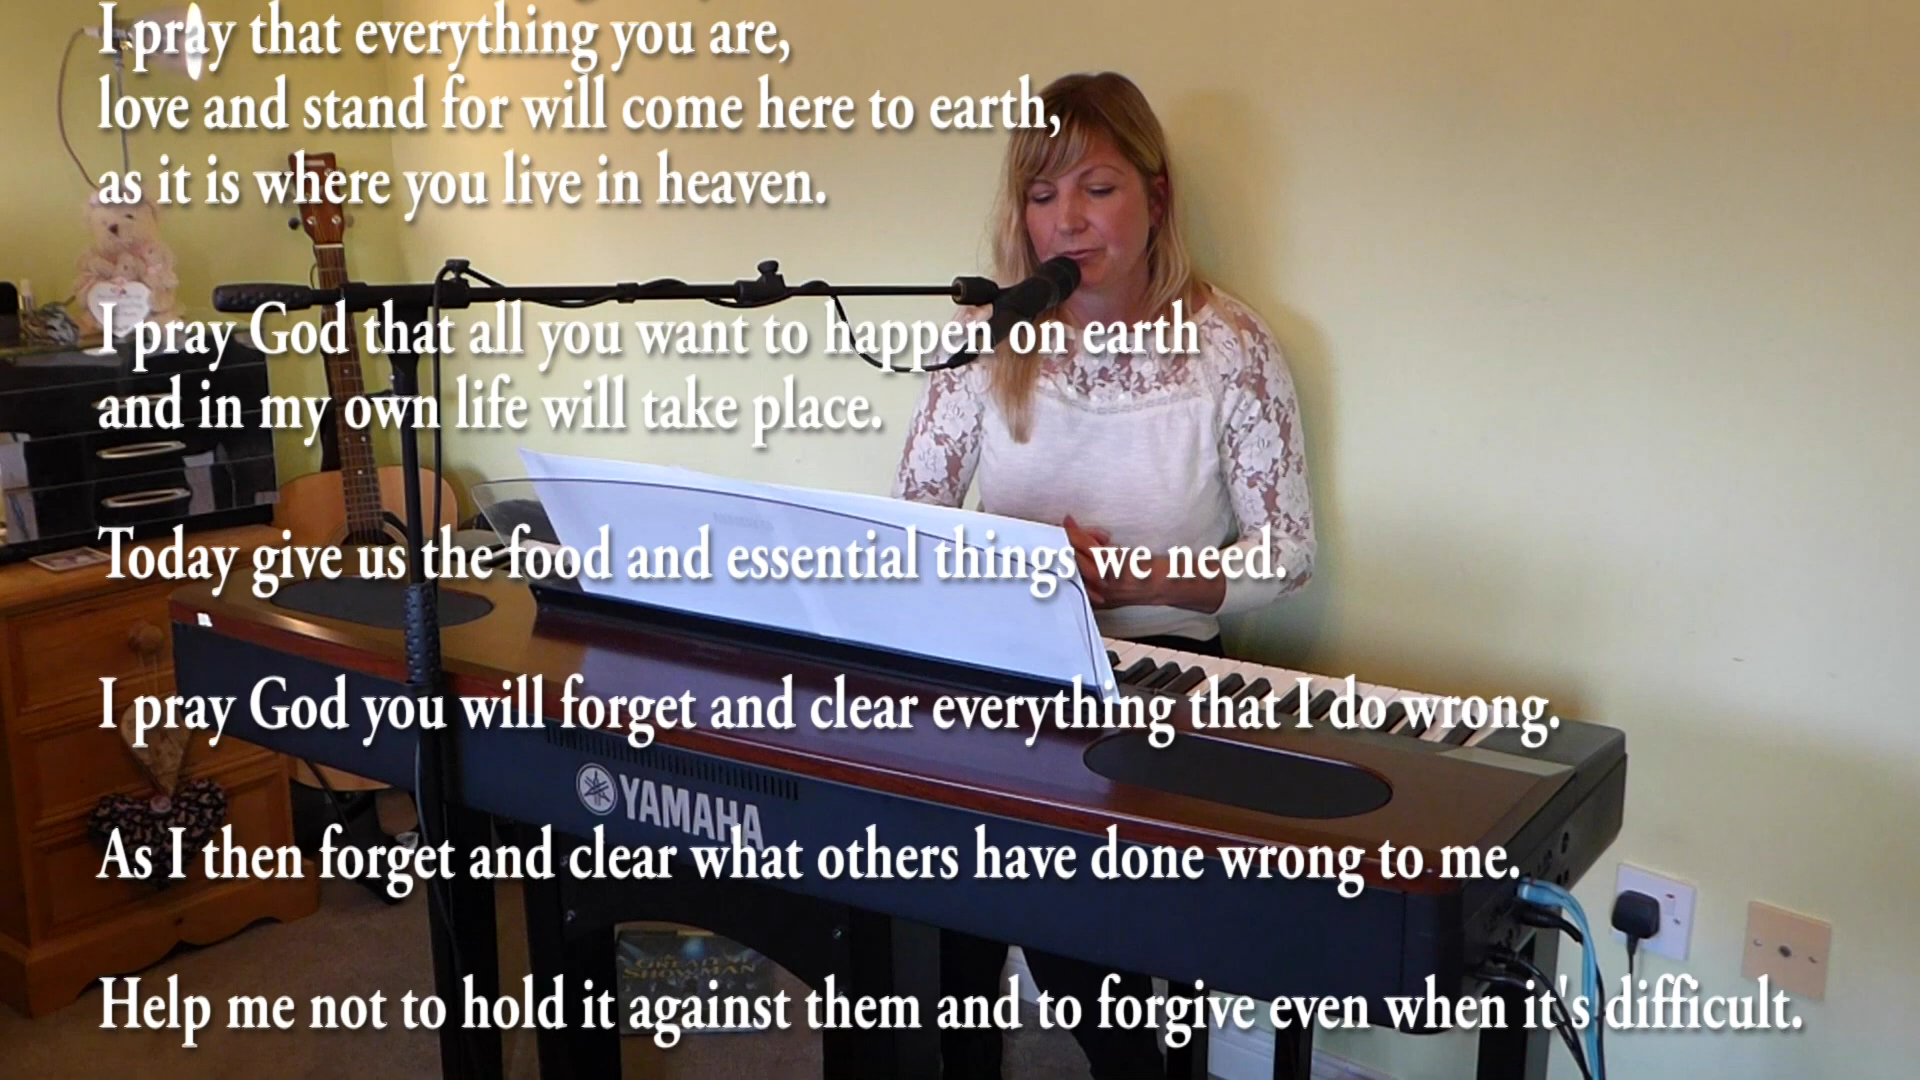 I pray that everything you are,
love and stand for will come here to earth,
as it is where you live in heaven.
I pray God that all you want to happen on earth
and in my own life will take place.
Today give us the food and essential things we need.
I pray God you will forget and clear everything that I do wrong.
YAMAHA
As I then forget and clear what others have done wrong to me.
SHOWMAN
Help me not to hold it against them and to forgive even when it's difficult.